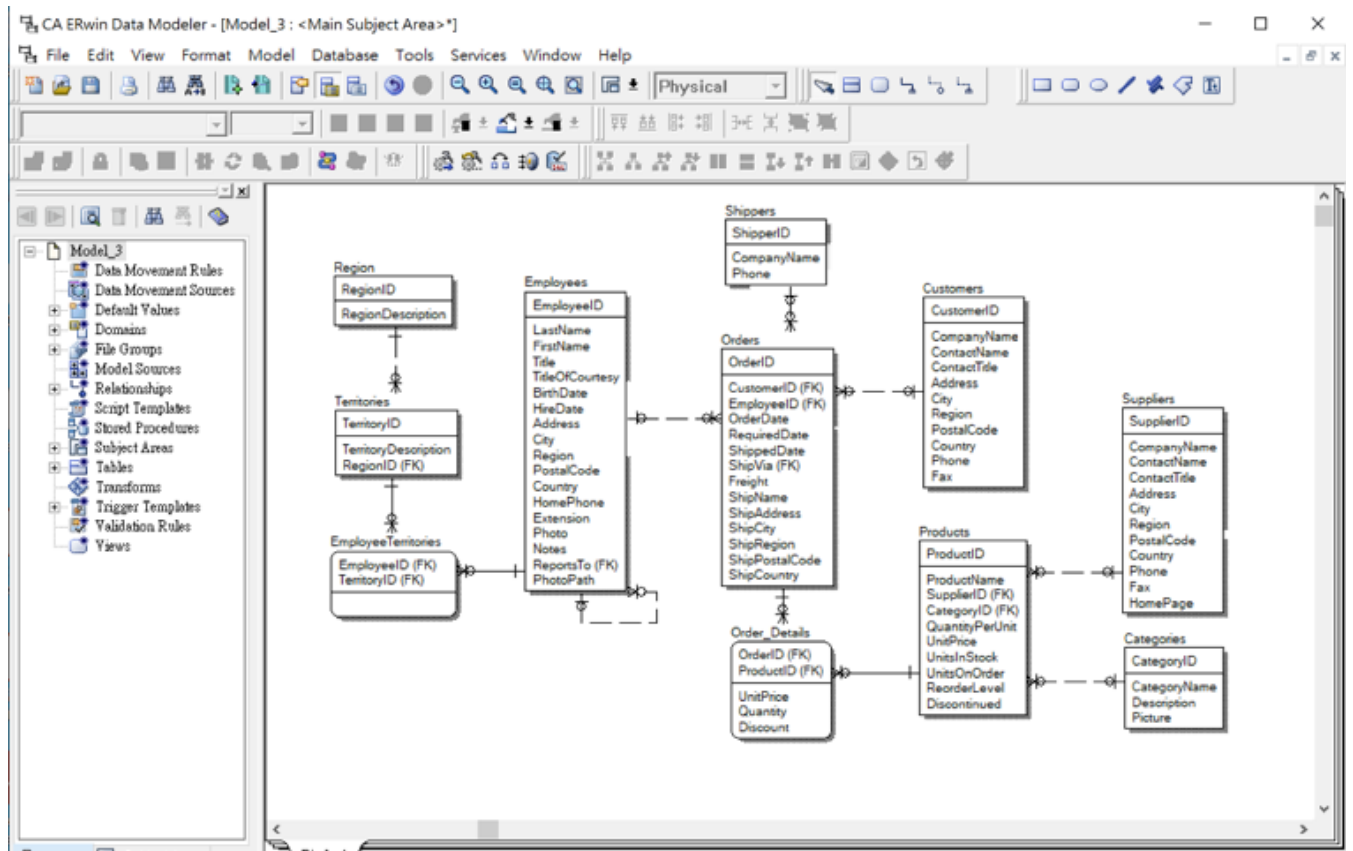 CA ERwin Data Modeler - [Model_3 : <Main Subject Area>*]
File Edit View Format Model Database Tools Services Window Help
Physical
Model_3
Data Movement Rules
Data Movement Sources
Default Values
Domains
File Groups
Model Sources
Relationships
Script Templates
Stored Procedures
Subject Areas
Tables
Transforms
Trigger Templates
Validation Rules
Views
Region
RegionID
RegionDescription
Territories
TerritoryID
TerritoryDescription
RegionID (FK)
EmployeeTerritories
EmployeeID (FK)
TerritoryID (FK)
Employees
EmployeeID
LastName
FirstName
Title
TitleOfCourtesy
BirthDate
HireDate
Address
City
Region
PostalCode
Country
HomePhone
Extension
Photo
Notes
ReportsTo (FK)
PhotoPath
Shippers
ShipperID
CompanyName
Phone
Orders
OrderID
CustomerID (FK)
EmployeeID (FK)
OrderDate
RequiredDate
ShippedDate
ShipVia (FK)
Freight
ShipName
ShipAddress
ShipCity
ShipRegion
ShipPostalCode
ShipCountry
Order_Details
OrderID (FK)
ProductID (FK)
UnitPrice
Quantity
Discount
Customers
CustomerID
CompanyName
ContactName
ContactTitle
Address
City
Region
PostalCode
Country
Phone
Fax
Products
ProductID
ProductName
SupplierID (FK)
CategoryID (FK)
QuantityPerUnit
UnitPrice
UnitsInStock
UnitsOnOrder
ReorderLevel
Discontinued
Suppliers
SupplierID
CompanyName
ContactName
ContactTitle
Address
City
Region
PostalCode
Country
Phone
Fax
HomePage
Categories
CategoryID
CategoryName
Description
Picture